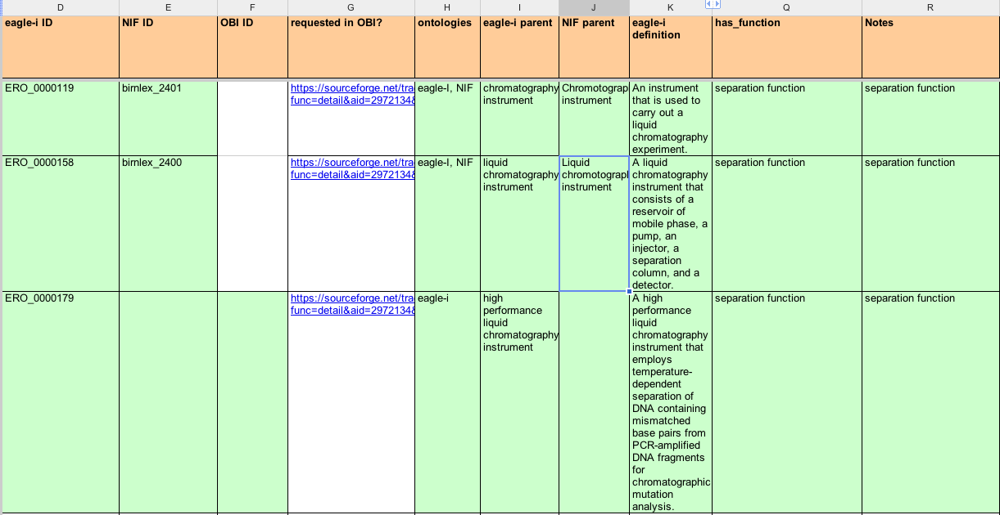 D E F G H I J K Q R
eagle-i ID NIF ID OBI ID requested in OBI? ontologies eagle-i parent NIF parent eagle-i has_function Notes
definition
ERO_0000119 birnlex_2401 https://sourceforge.net/tra eagle-I, NIF chromatography Chromotograp An instrument separation function separation function
func=detail&aid=2972134& instrument instrument that is used to
carry out a
liquid
chromatography
experiment.
ERO_0000158 birnlex_2400 https://sourceforge.net/tra eagle-I, NIF liquid Liquid A liquid separation function separation function
func=detail&aid=2972134& chromatography chromotograpl chromatography
instrument instrument instrument that
consists of a
reservoir of
mobile phase, a
pump, an
injector, a
separation
column, and a
detector.
ERO_0000179 https://sourceforge.net/tra eagle-i high A high separation function separation function
func=detail&aid=2972134& performance performance
liquid liquid
chromatography chromatography
instrument instrument that
employs
temperature-
dependent
separation of
DNA containing
mismatched
base pairs from
PCR-amplified
DNA fragments
for
chromatographic
mutation
analysis.